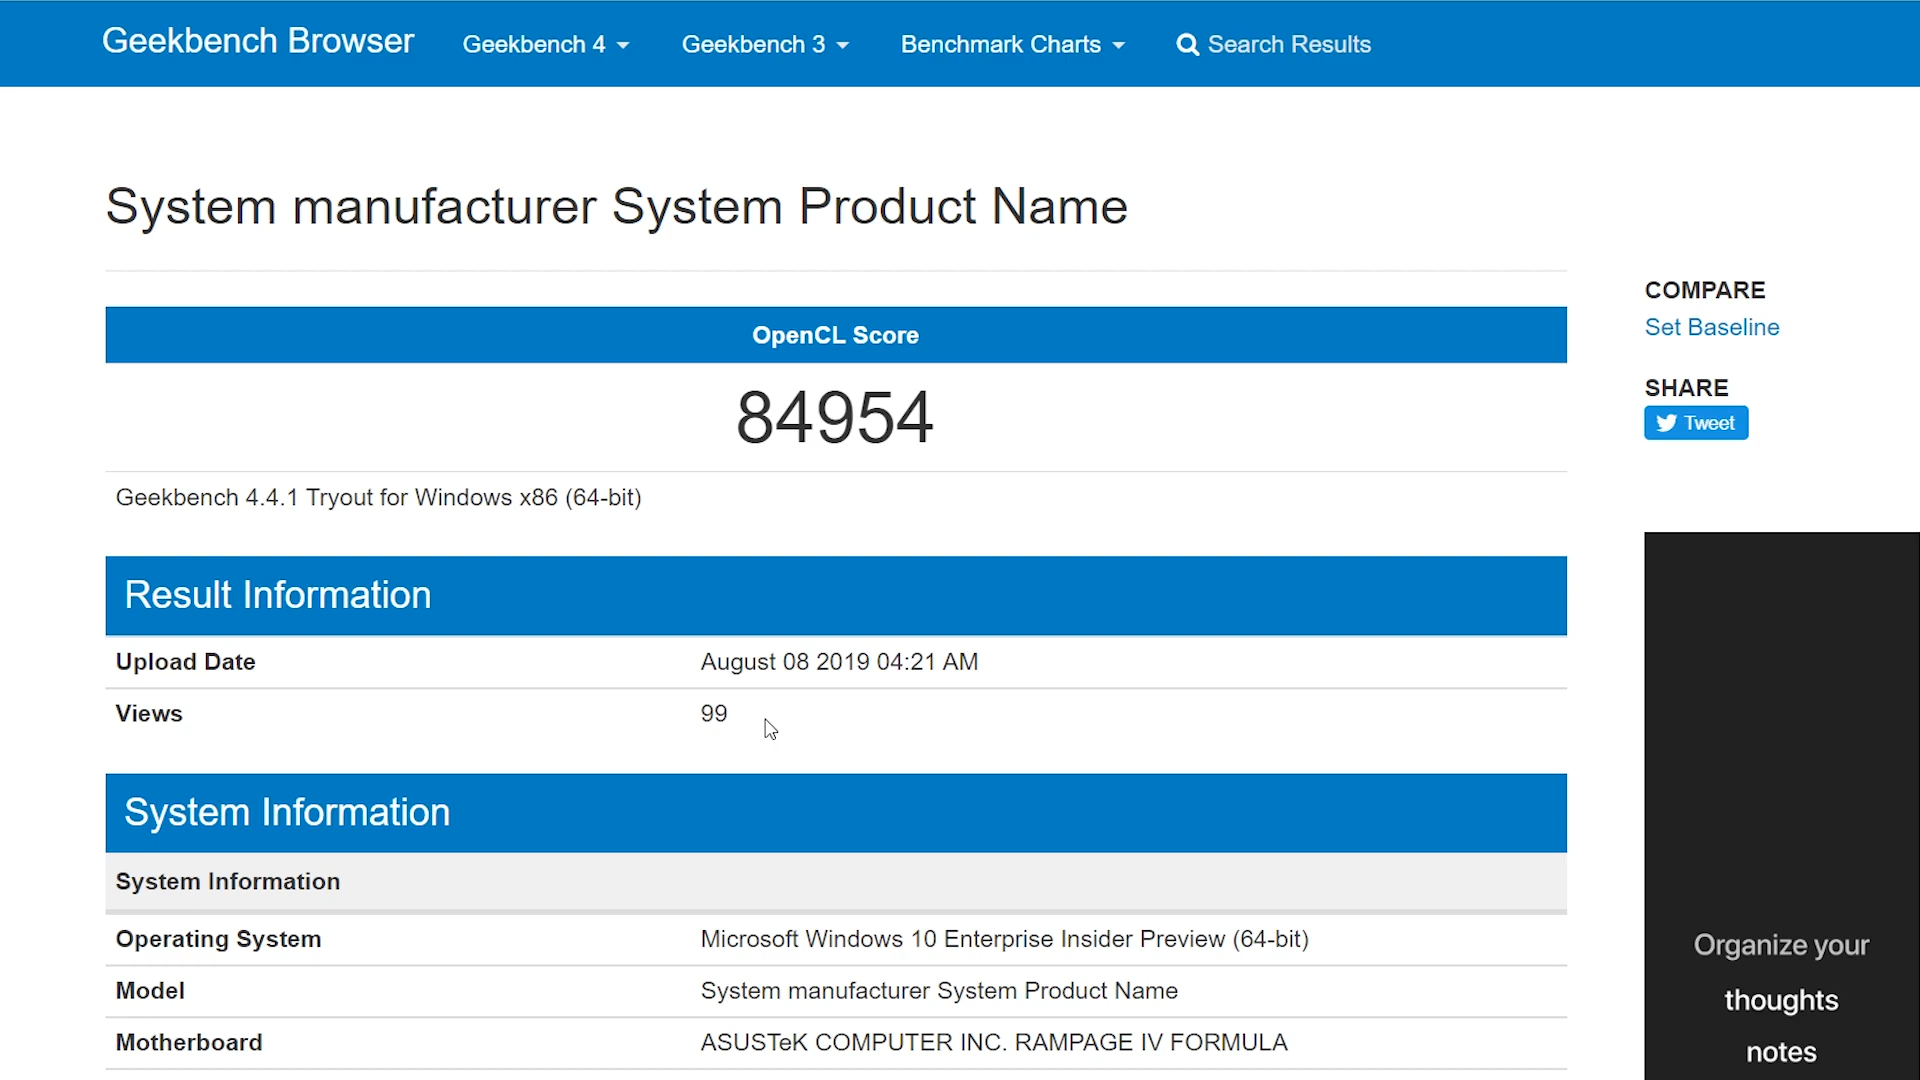 Geekbench Browser Geekbench 4 Geekbench 3 Benchmark Charts Search Results
System manufacturer System Product Name
COMPARE
Set Baseline
SHARE
Tweet
OpenCL Score
84954
Geekbench 4.4.1 Tryout for Windows x86 (64-bit)
Result Information
Upload Date August 08 2019 04:21 AM
Views 99
System Information
System Information
Operating System Microsoft Windows 10 Enterprise Insider Preview (64-bit)
Model System manufacturer System Product Name
Motherboard ASUSTeK COMPUTER INC. RAMPAGE IV FORMULA
Organize your
thoughts
notes